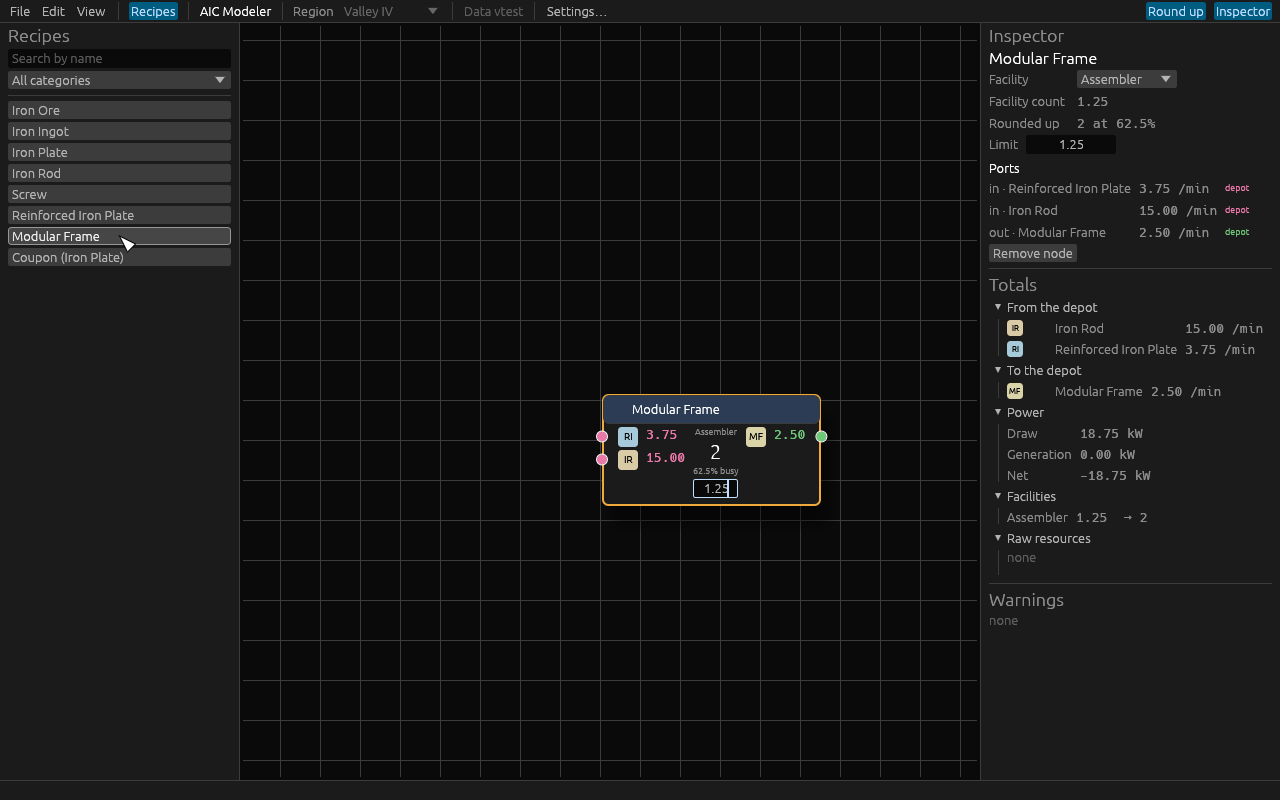 File Edit View Recipes AIC Modeler Region Valley IV Data vtest Settings… Round up Inspector
Recipes
Search by name
All categories
Iron Ore
Iron Ingot
Iron Plate
Iron Rod
Screw
Reinforced Iron Plate
Modular Frame
Coupon (Iron Plate)
Modular Frame
RI 3.75 Assembler MF 2.50
2
IR 15.00
62.5% busy
1.25
Inspector
Modular Frame
Facility Assembler
Facility count 1.25
Rounded up 2 at 62.5%
Limit 1.25
Ports
in · Reinforced Iron Plate 3.75 /min depot
in · Iron Rod 15.00 /min depot
out · Modular Frame 2.50 /min depot
Remove node
Totals
From the depot
IR Iron Rod 15.00 /min
RI Reinforced Iron Plate 3.75 /min
To the depot
MF Modular Frame 2.50 /min
Power
Draw 18.75 kW
Generation 0.00 kW
Net −18.75 kW
Facilities
Assembler 1.25 → 2
Raw resources
none
Warnings
none